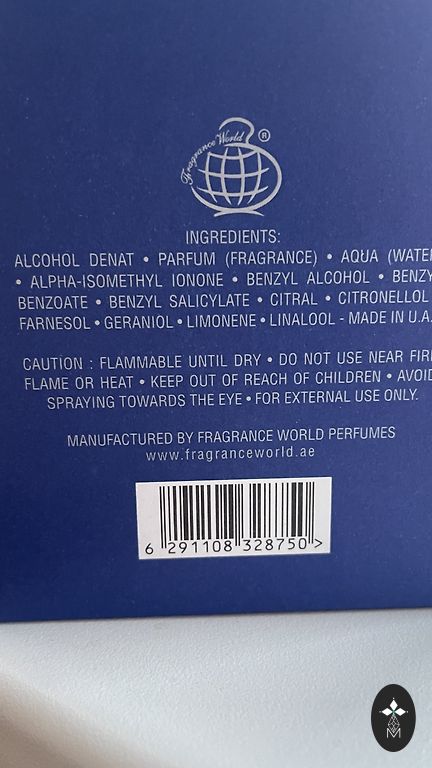 Fragrance World ®
INGREDIENTS:
ALCOHOL DENAT • PARFUM (FRAGRANCE) • AQUA (WATE
• ALPHA-ISOMETHYL IONONE • BENZYL ALCOHOL • BENZY
BENZOATE • BENZYL SALICYLATE • CITRAL • CITRONELLOL
FARNESOL • GERANIOL • LIMONENE • LINALOOL - MADE IN U.A.
CAUTION : FLAMMABLE UNTIL DRY • DO NOT USE NEAR FIR
FLAME OR HEAT • KEEP OUT OF REACH OF CHILDREN • AVOID
SPRAYING TOWARDS THE EYE • FOR EXTERNAL USE ONLY.
MANUFACTURED BY FRAGRANCE WORLD PERFUMES
www.fragranceworld.ae
6 291108 328750 >
M